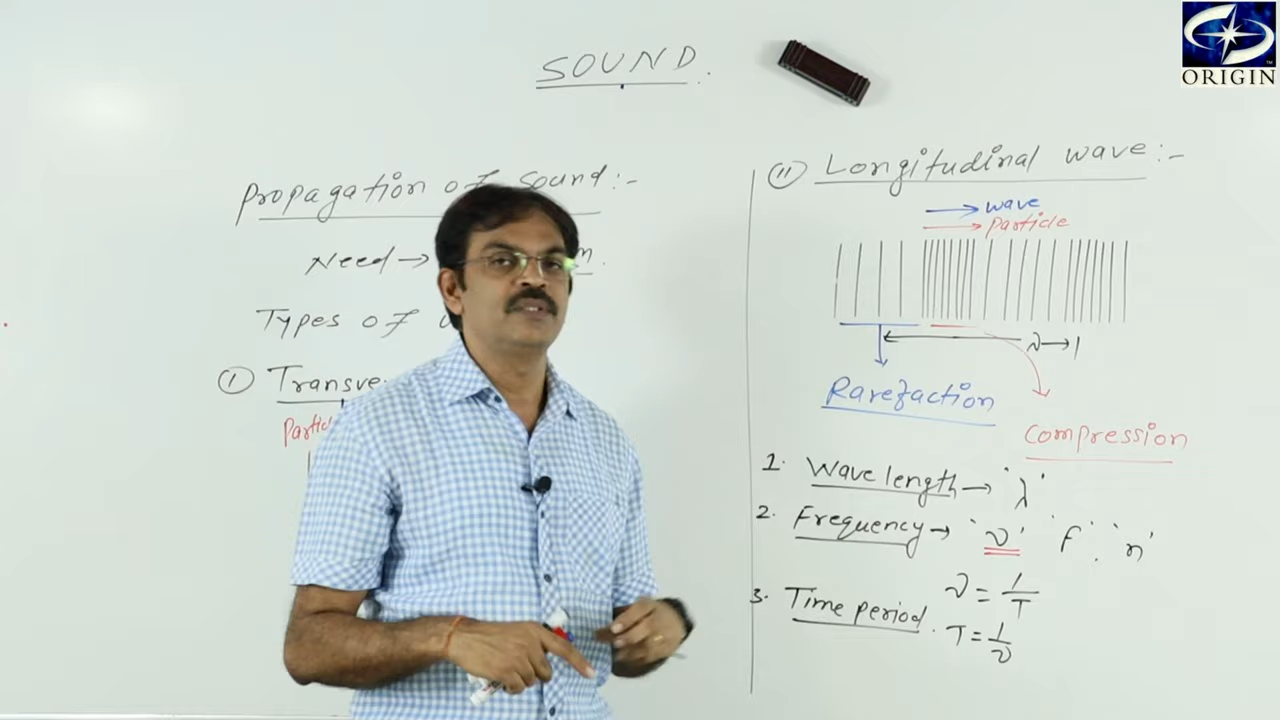 ORIGIN
SOUND.
Propagation of Sound:-
Need →
Types of
I Transve
Particl
II Longitudinal wave:-
→ wave
→ particle
ν → 1
Rarefaction
compression
1. Wave length → 'λ'
2. Frequency → 'ν' 'f' 'n'
3. Time period.
ν = 1/T
T = 1/ν